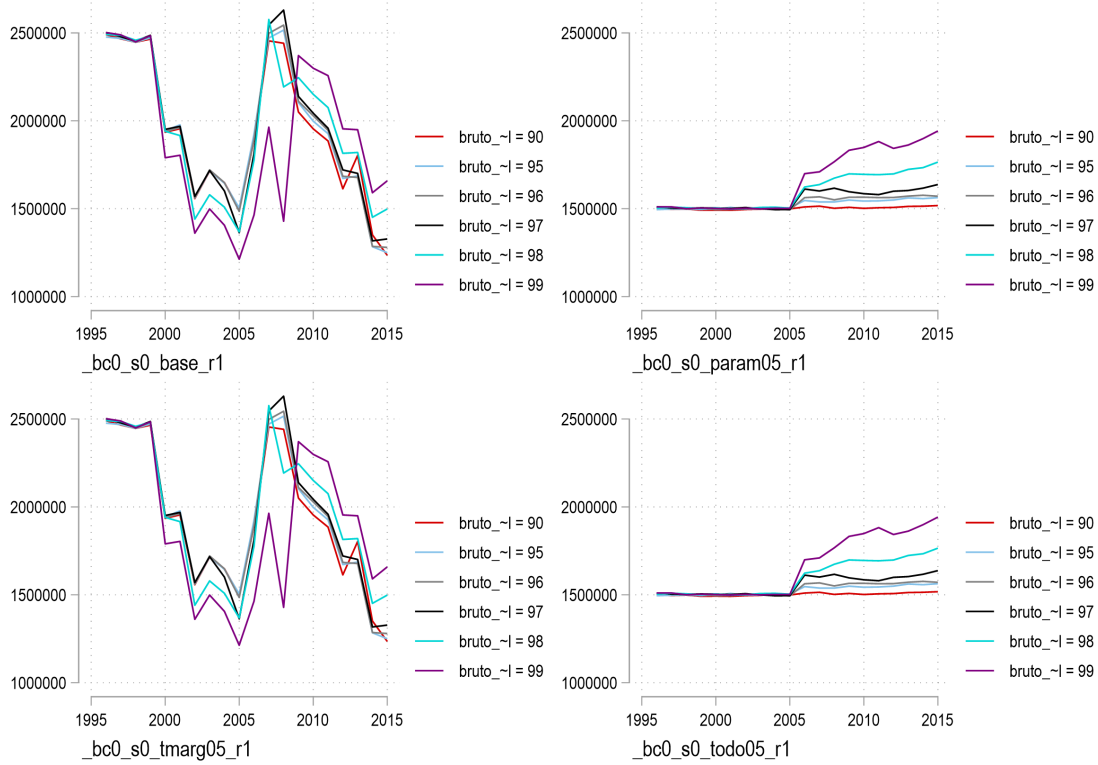 2500000
2000000
1500000
1000000
1995 2000 2005 2010 2015
bruto_~l = 90
bruto_~l = 95
bruto_~l = 96
bruto_~l = 97
bruto_~l = 98
bruto_~l = 99
_bc0_s0_base_r1
2500000
2000000
1500000
1000000
1995 2000 2005 2010 2015
bruto_~l = 90
bruto_~l = 95
bruto_~l = 96
bruto_~l = 97
bruto_~l = 98
bruto_~l = 99
_bc0_s0_param05_r1
2500000
2000000
1500000
1000000
1995 2000 2005 2010 2015
bruto_~l = 90
bruto_~l = 95
bruto_~l = 96
bruto_~l = 97
bruto_~l = 98
bruto_~l = 99
_bc0_s0_tmarg05_r1
2500000
2000000
1500000
1000000
1995 2000 2005 2010 2015
bruto_~l = 90
bruto_~l = 95
bruto_~l = 96
bruto_~l = 97
bruto_~l = 98
bruto_~l = 99
_bc0_s0_todo05_r1